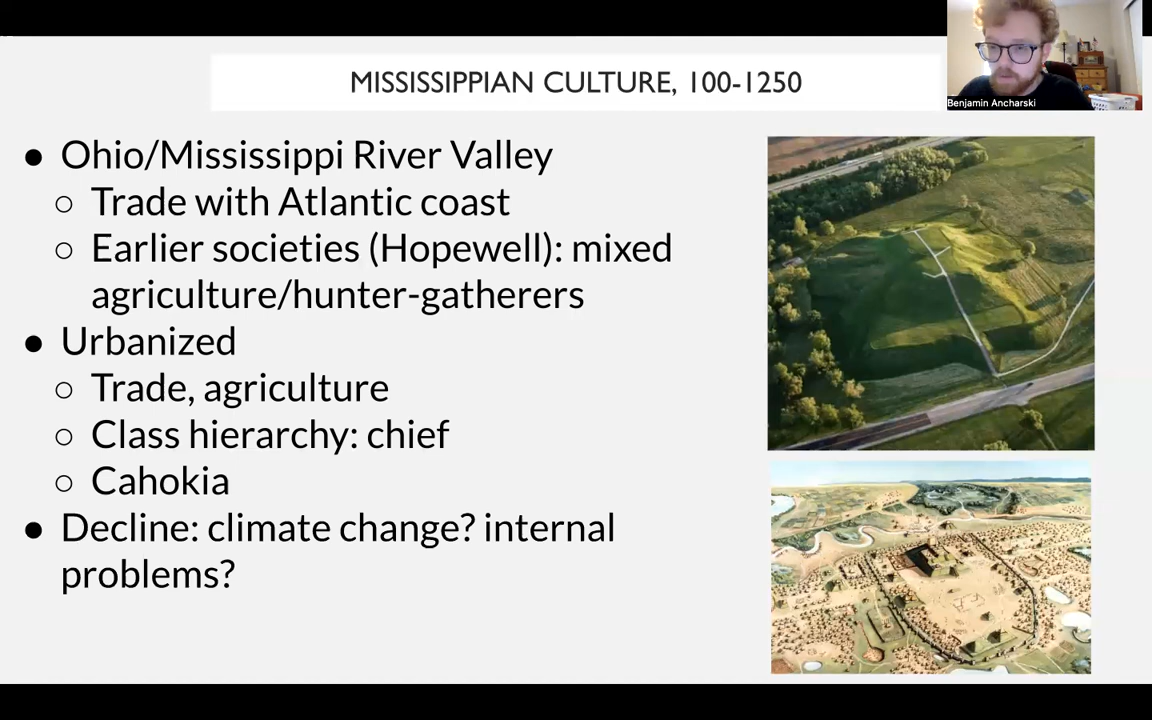 MISSISSIPPIAN CULTURE, 100-1250
Benjamin Ancharski
● Ohio/Mississippi River Valley
○ Trade with Atlantic coast
○ Earlier societies (Hopewell): mixed
agriculture/hunter-gatherers
● Urbanized
○ Trade, agriculture
○ Class hierarchy: chief
○ Cahokia
● Decline: climate change? internal
problems?